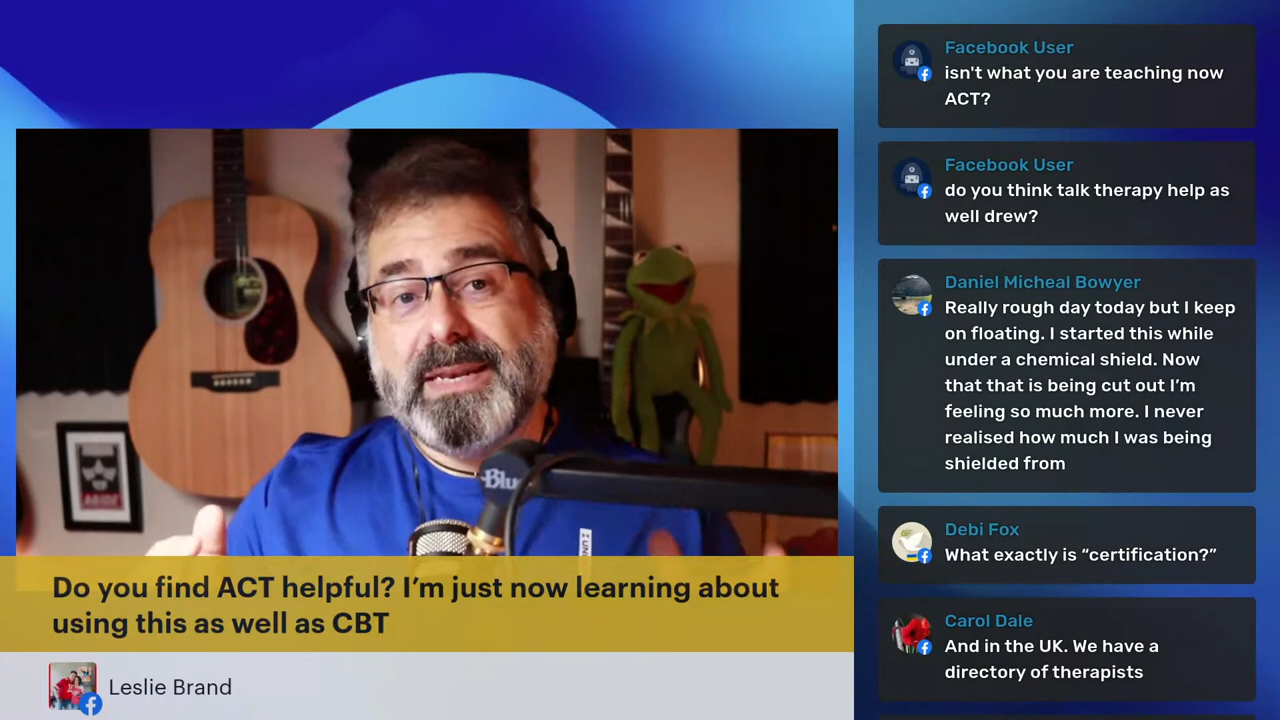 Facebook User
isn't what you are teaching now
ACT?
Facebook User
do you think talk therapy help as
well drew?
Daniel Micheal Bowyer
Really rough day today but I keep
on floating. I started this while
under a chemical shield. Now
that that is being cut out I’m
feeling so much more. I never
realised how much I was being
shielded from
Debi Fox
What exactly is “certification?”
Carol Dale
And in the UK. We have a
directory of therapists
ABIDE
Blue
Do you find ACT helpful? I’m just now learning about
using this as well as CBT
Leslie Brand